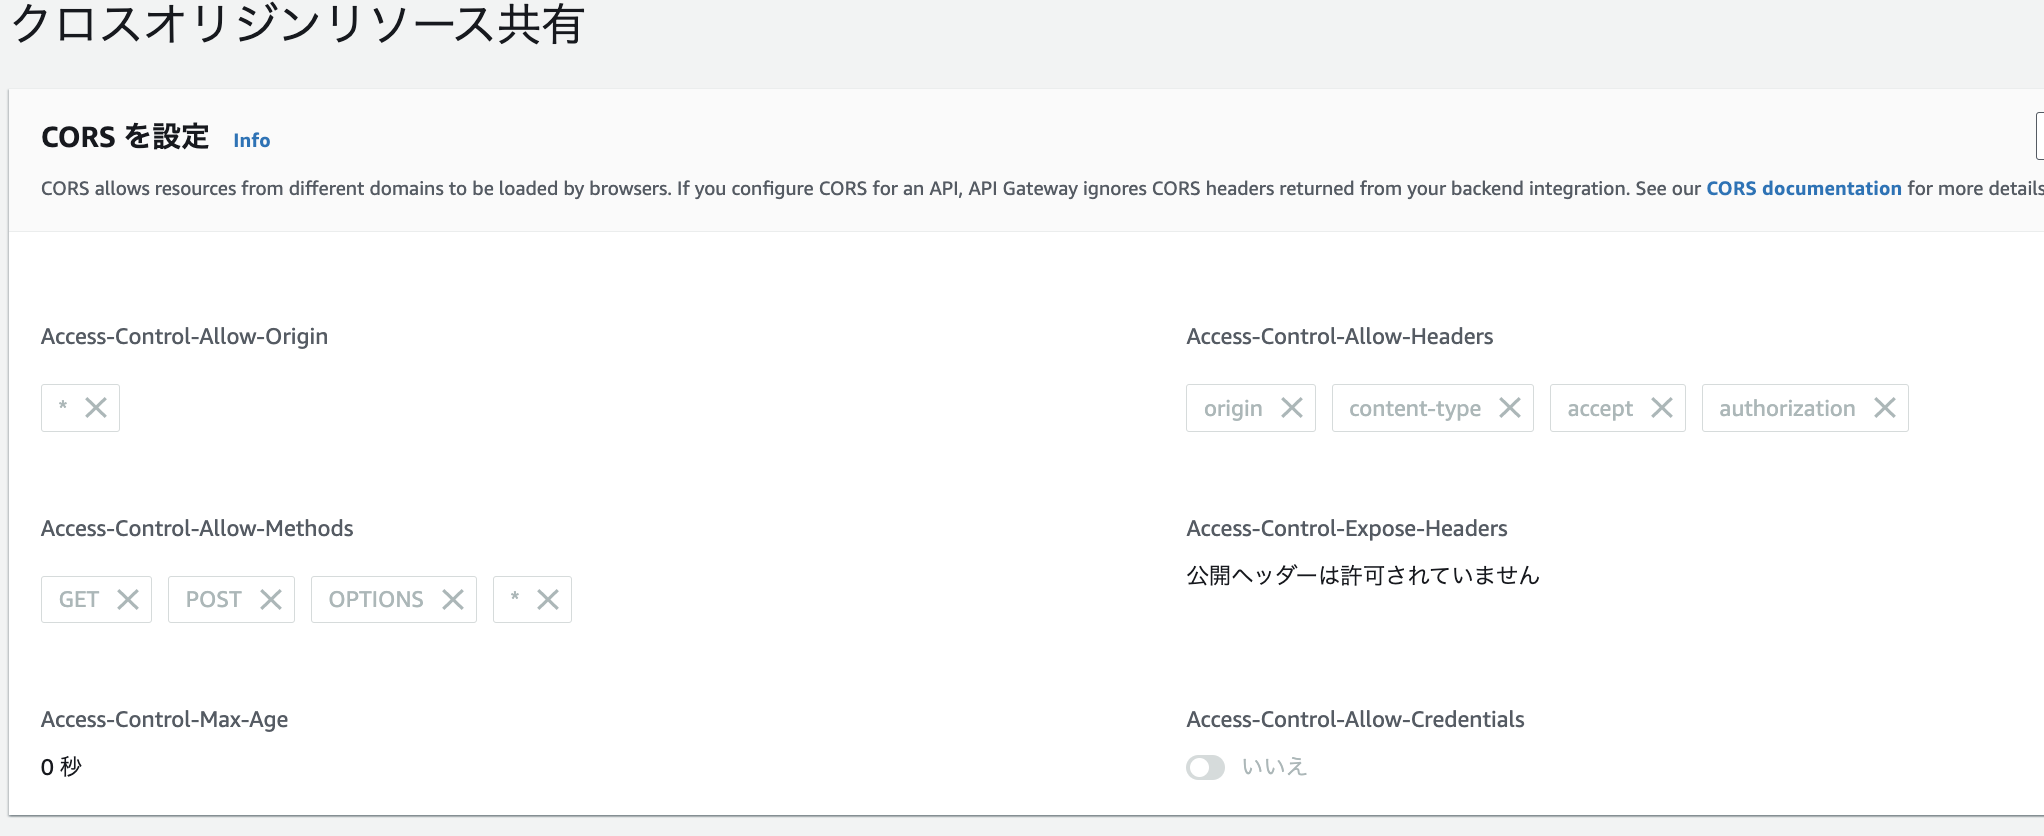 クロスオリジンリソース共有
CORS を設定 Info
CORS allows resources from different domains to be loaded by browsers. If you configure CORS for an API, API Gateway ignores CORS headers returned from your backend integration. See our CORS documentation for more details
Access-Control-Allow-Origin
*
Access-Control-Allow-Headers
origin content-type accept authorization
Access-Control-Allow-Methods
GET POST OPTIONS *
Access-Control-Expose-Headers
公開ヘッダーは許可されていません
Access-Control-Max-Age
0 秒
Access-Control-Allow-Credentials
いいえ